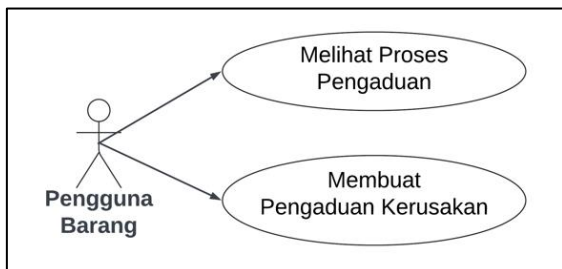 Melihat Proses
Pengaduan
Pengguna
Barang
Membuat
Pengaduan Kerusakan